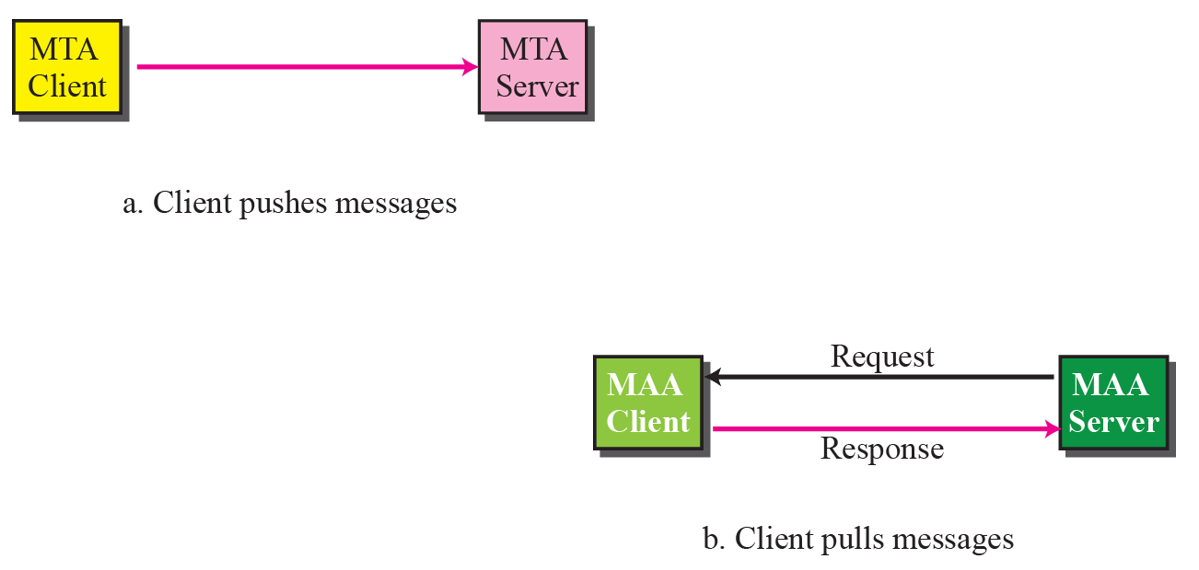 MTA
Client
MTA
Server
a. Client pushes messages
Request
MAA
Client
MAA
Server
Response
b. Client pulls messages